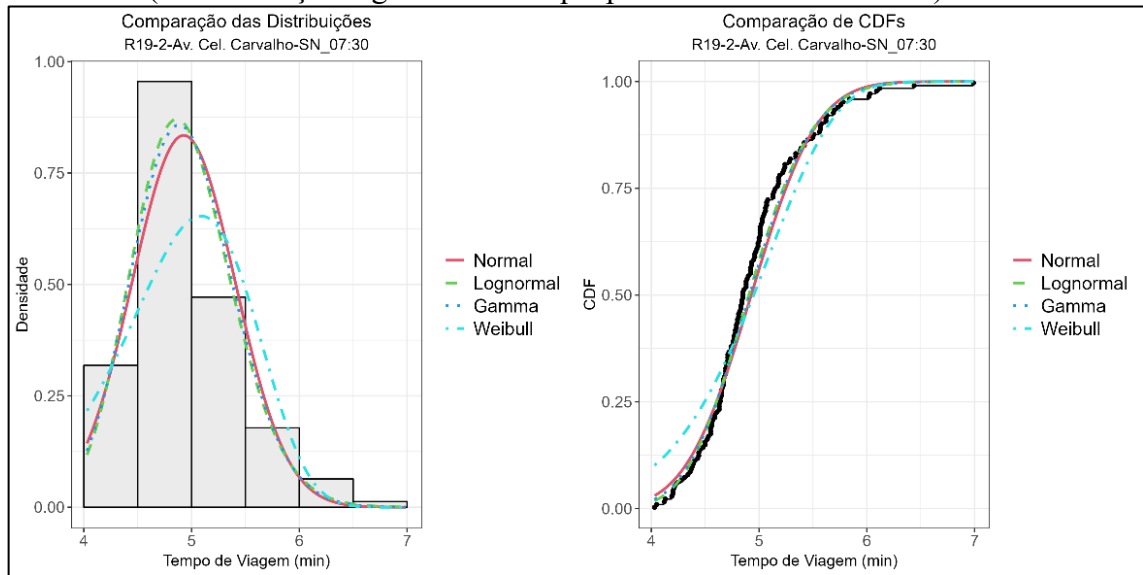 Comparação das Distribuições
R19-2-Av. Cel. Carvalho-SN_07:30
1.00
0.75
0.50
0.25
0.00
Densidade
4
5
6
7
Tempo de Viagem (min)
Normal
Lognormal
Gamma
Weibull
Comparação de CDFs
R19-2-Av. Cel. Carvalho-SN_07:30
1.00
0.75
0.50
0.25
0.00
CDF
4
5
6
7
Tempo de Viagem (min)
Normal
Lognormal
Gamma
Weibull